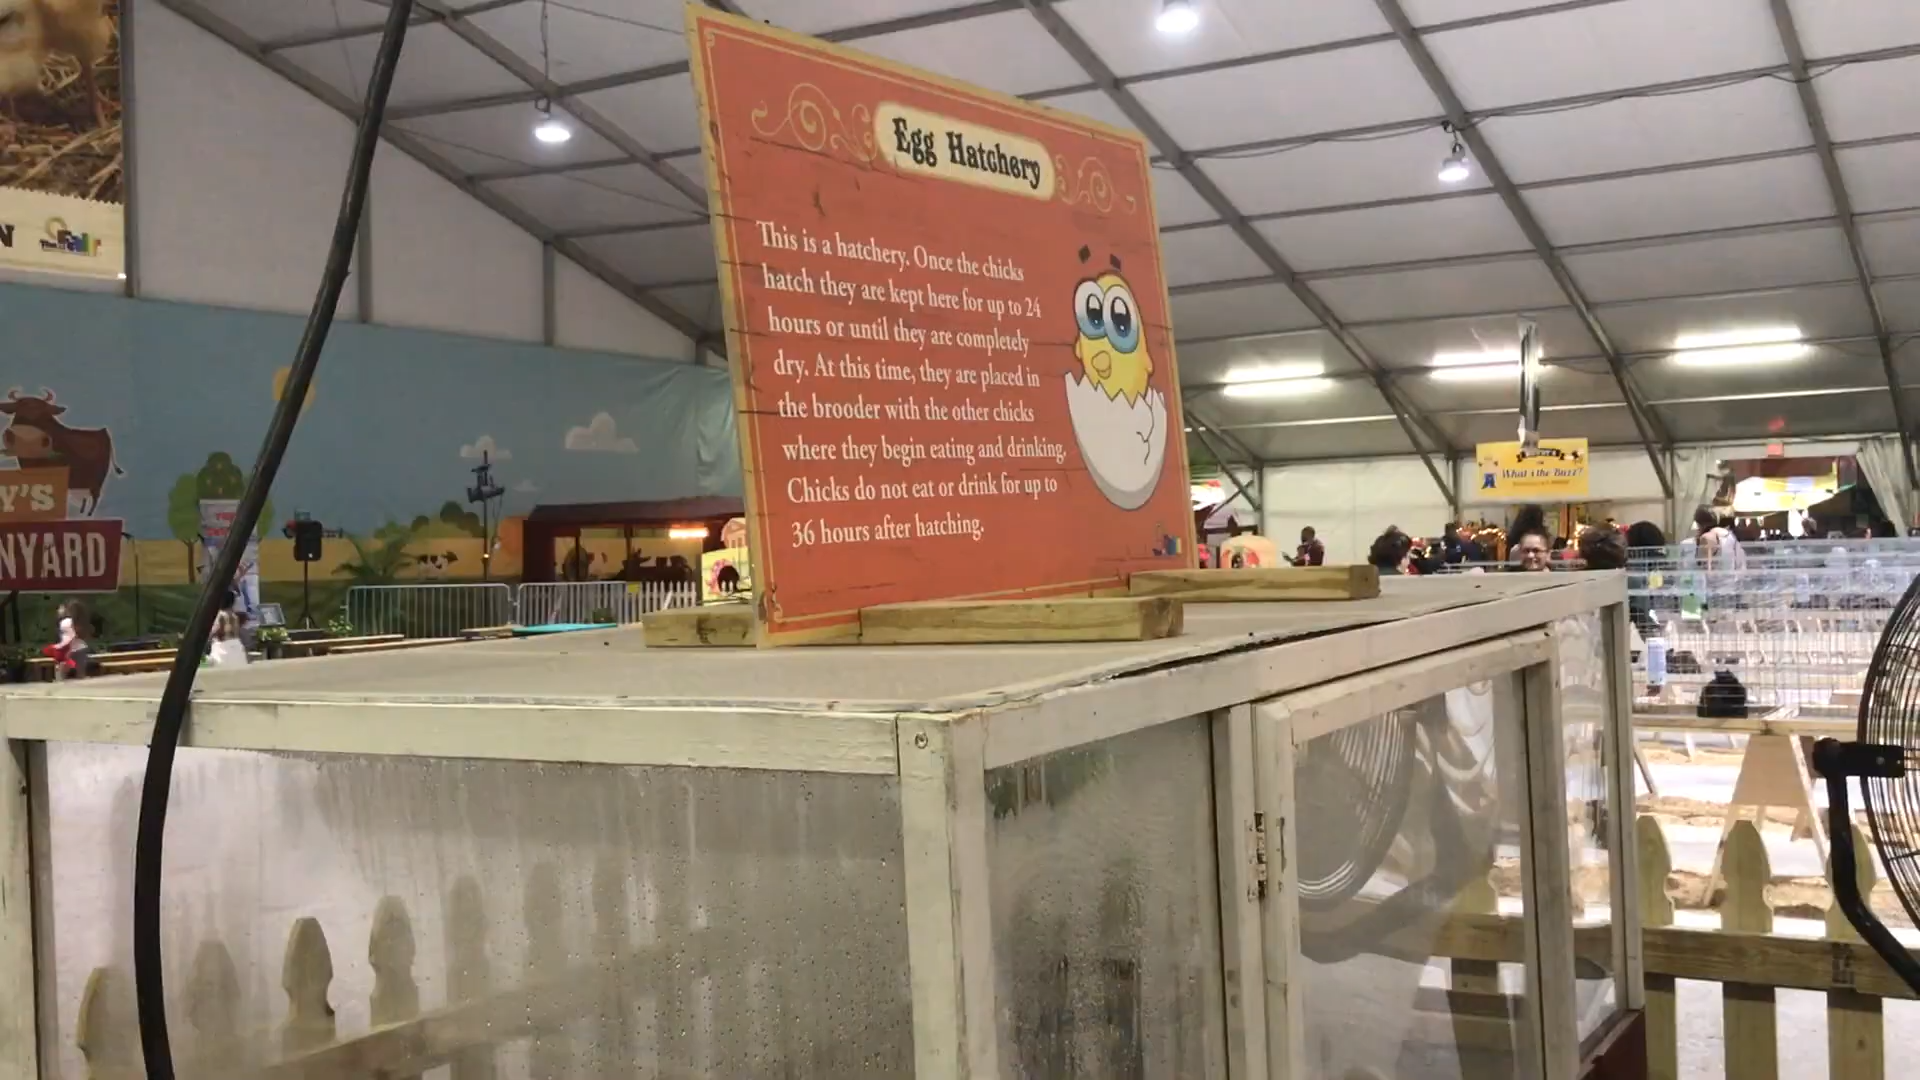 Egg Hatchery
This is a hatchery. Once the chicks
hatch they are kept here for up to 24
hours or until they are completely
dry. At this time, they are placed in
the brooder with the other chicks
where they begin eating and drinking.
Chicks do not eat or drink for up to
36 hours after hatching.
N
The Fair
Y'S
NYARD
What's the Buzz?